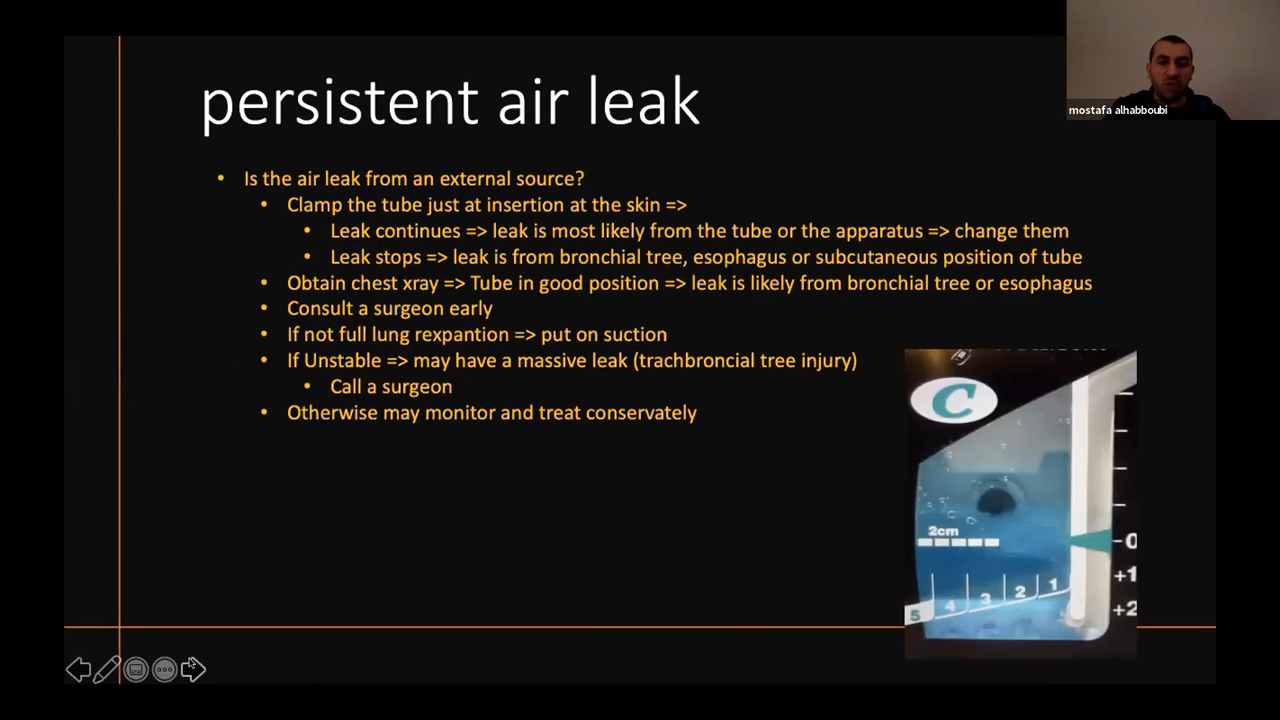 persistent air leak
mostafa alhabboubi
• Is the air leak from an external source?
• Clamp the tube just at insertion at the skin =>
• Leak continues => leak is most likely from the tube or the apparatus => change them
• Leak stops => leak is from bronchial tree, esophagus or subcutaneous position of tube
• Obtain chest xray => Tube in good position => leak is likely from bronchial tree or esophagus
• Consult a surgeon early
• If not full lung rexpantion => put on suction
• If Unstable => may have a massive leak (trachbroncial tree injury)
• Call a surgeon
• Otherwise may monitor and treat conservately
C
2cm
-0
+1
+2
5 4 3 2 1